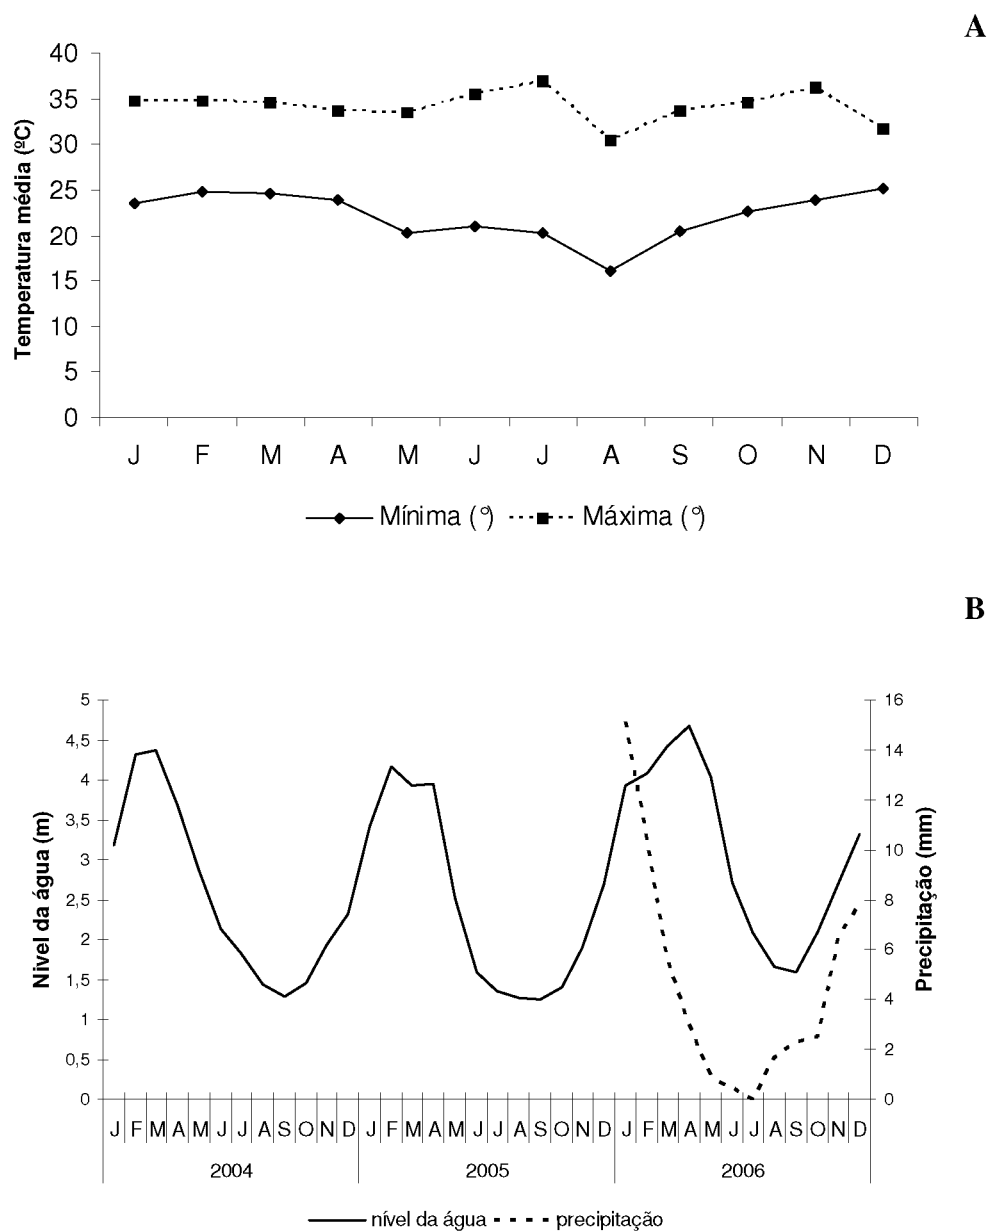 A
Temperatura média (ºC)
40
35
30
25
20
15
10
5
0
J F M A M J J A S O N D
Mínima (º) Máxima (º)
B
Nível da água (m)
5
4,5
4
3,5
3
2,5
2
1,5
1
0,5
0
16
14
12
10
8
6
4
2
0
Precipitação (mm)
J F M A M J J A S O N D J F M A M J J A S O N D J F M A M J J A S O N D
2004 2005 2006
nível da água precipitação